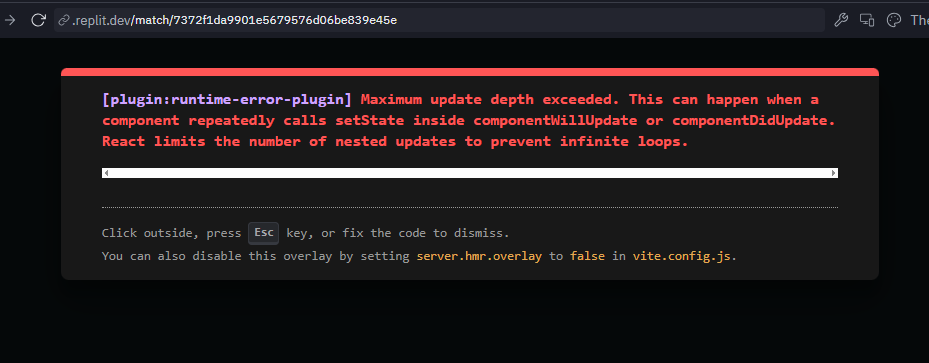 .replit.dev/match/7372f1da9901e5679576d06be839e45e
The
[plugin:runtime-error-plugin] Maximum update depth exceeded. This can happen when a
component repeatedly calls setState inside componentWillUpdate or componentDidUpdate.
React limits the number of nested updates to prevent infinite loops.
Click outside, press Esc key, or fix the code to dismiss.
You can also disable this overlay by setting server.hmr.overlay to false in vite.config.js.